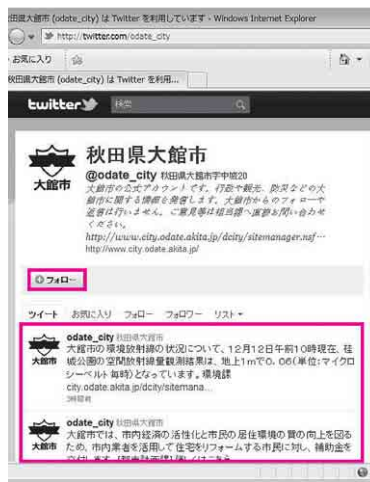 田県大館市 (odate_city) は Twitter を利用しています - Windows Internet Explorer
http://twitter.com/odate_city
お気に入り
秋田県大館市 (odate_city) は Twitter を利用...
twitter 検索
秋田県大館市
@odate_city 秋田県大館市字中城20
大館市の公式アカウントです。行政や観光、防災などの大
館市に関する情報を発信します。大館市からのフォローや
返信は行いません。ご意見等は担当課へ直接お問い合わせ
ください。
http://www.city.odate.akita.jp/dcity/sitemanager.nsf…
http://www.city.odate.akita.jp/
大館市
フォロー
ツイート お気に入り フォロー フォロワー リスト
odate_city 秋田県大館市
大館市の環境放射線の状況について、12月12日午前10時現在、桂
城公園の空間放射線量観測結果は、地上1mで0.06(単位:マイクロ
シーベルト毎時)となっています。環境課
city.odate.akita.jp/dcity/sitemana...
大館市
odate_city 秋田県大館市
大館市では、市内経済の活性化と市民の居住環境の質の向上を図る
ため、市内業者を活用して住宅をリフォームする市民に対し、補助金を
大館市